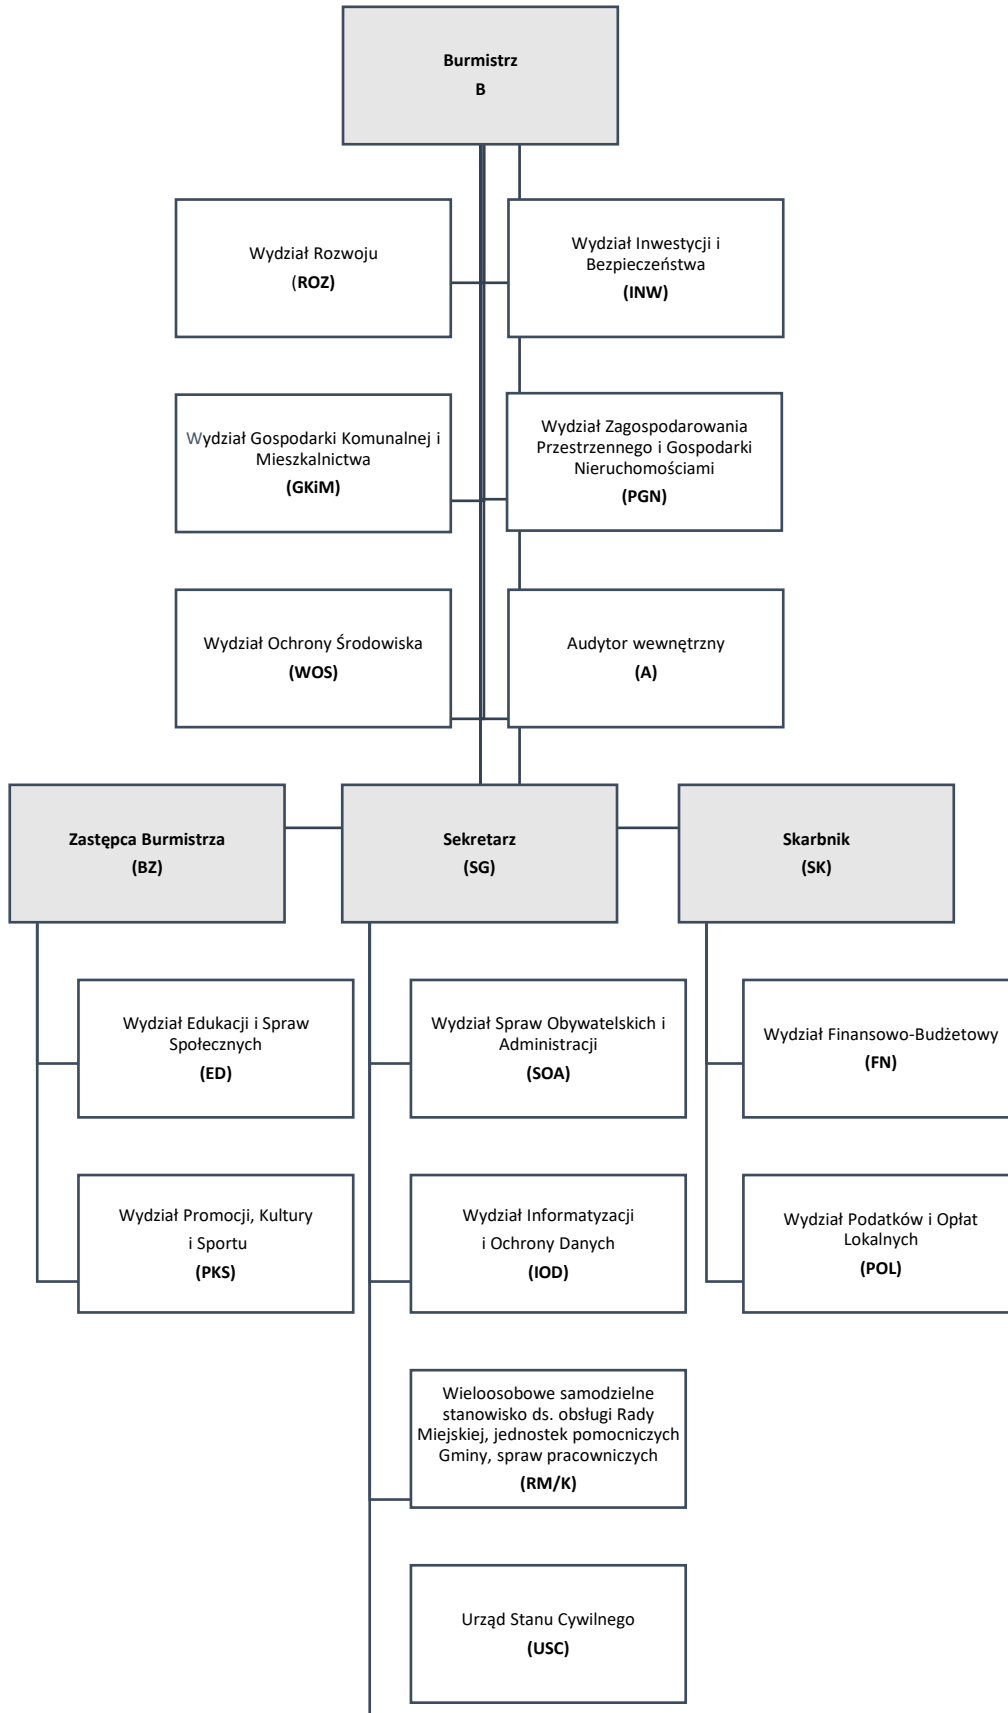 Burmistrz
B
Wydział Rozwoju
(ROZ)
Wydział Inwestycji i
Bezpieczeństwa
(INW)
Wydział Gospodarki Komunalnej i
Mieszkalnictwa
(GKiM)
Wydział Zagospodarowania
Przestrzennego i Gospodarki
Nieruchomościami
(PGN)
Wydział Ochrony Środowiska
(WOS)
Audytor wewnętrzny
(A)
Zastępca Burmistrza
(BZ)
Sekretarz
(SG)
Skarbnik
(SK)
Wydział Edukacji i Spraw
Społecznych
(ED)
Wydział Spraw Obywatelskich i
Administracji
(SOA)
Wydział Finansowo-Budżetowy
(FN)
Wydział Promocji, Kultury
i Sportu
(PKS)
Wydział Informatyzacji
i Ochrony Danych
(IOD)
Wydział Podatków i Opłat
Lokalnych
(POL)
Wieloosobowe samodzielne
stanowisko ds. obsługi Rady
Miejskiej, jednostek pomocniczych
Gminy, spraw pracowniczych
(RM/K)
Urząd Stanu Cywilnego
(USC)